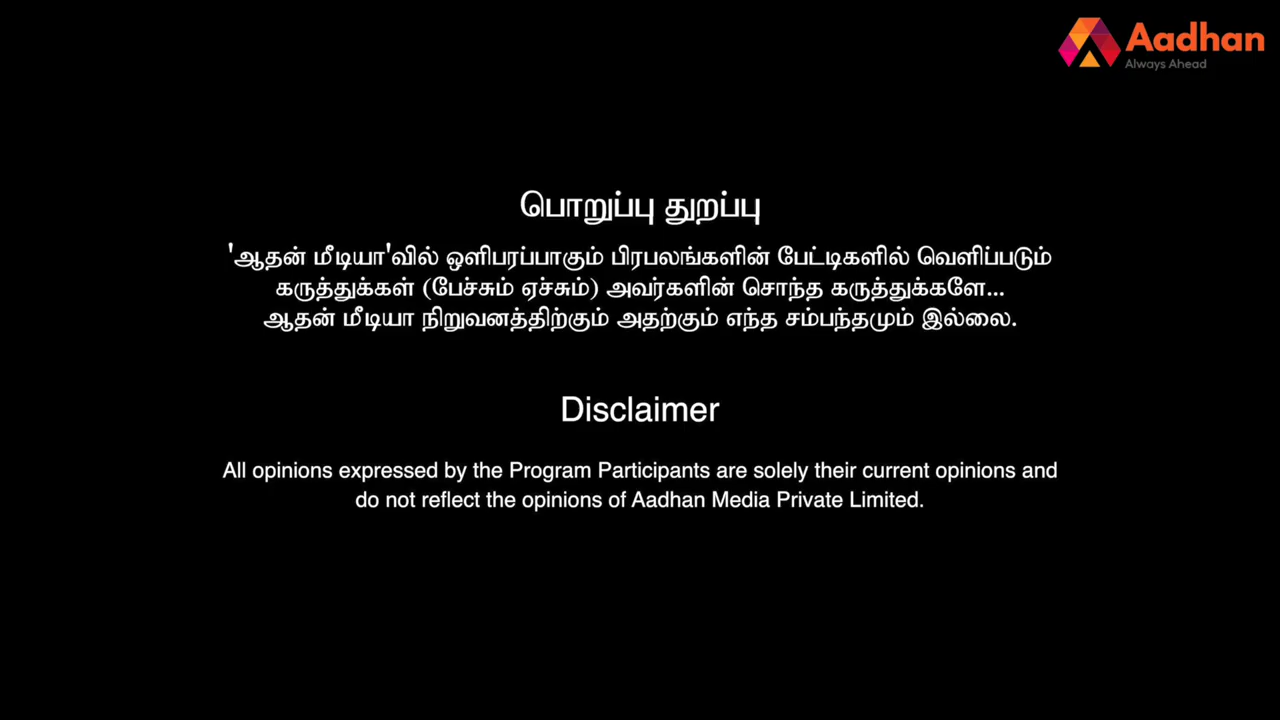 Aadhan
Always Ahead
பொறுப்பு துறப்பு
'ஆதன் மீடியா'வில் ஒளிபரப்பாகும் பிரபலங்களின் பேட்டிகளில் வெளிப்படும்
கருத்துக்கள் (பேச்சும் ஏச்சும்) அவர்களின் சொந்த கருத்துக்களே...
ஆதன் மீடியா நிறுவனத்திற்கும் அதற்கும் எந்த சம்பந்தமும் இல்லை.
Disclaimer
All opinions expressed by the Program Participants are solely their current opinions and
do not reflect the opinions of Aadhan Media Private Limited.